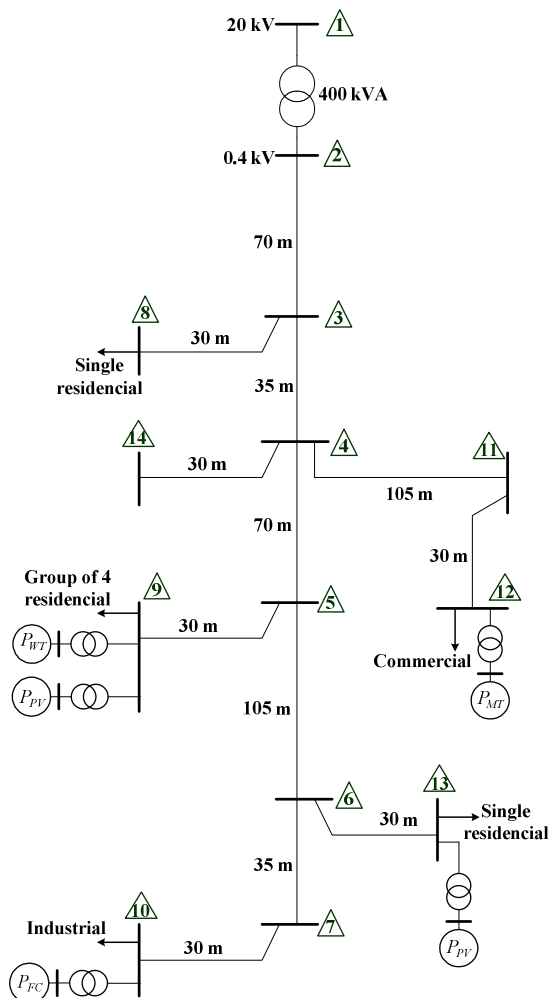 20 kV
1
400 kVA
0.4 kV
2
70 m
8
3
30 m
Single
residencial
35 m
14
4
11
30 m
105 m
70 m
30 m
Group of 4
residencial
9
5
12
P_WT
30 m
Commercial
P_PV
P_MT
105 m
13
6
30 m
Single
residencial
35 m
10
7
Industrial
30 m
P_PV
P_FC